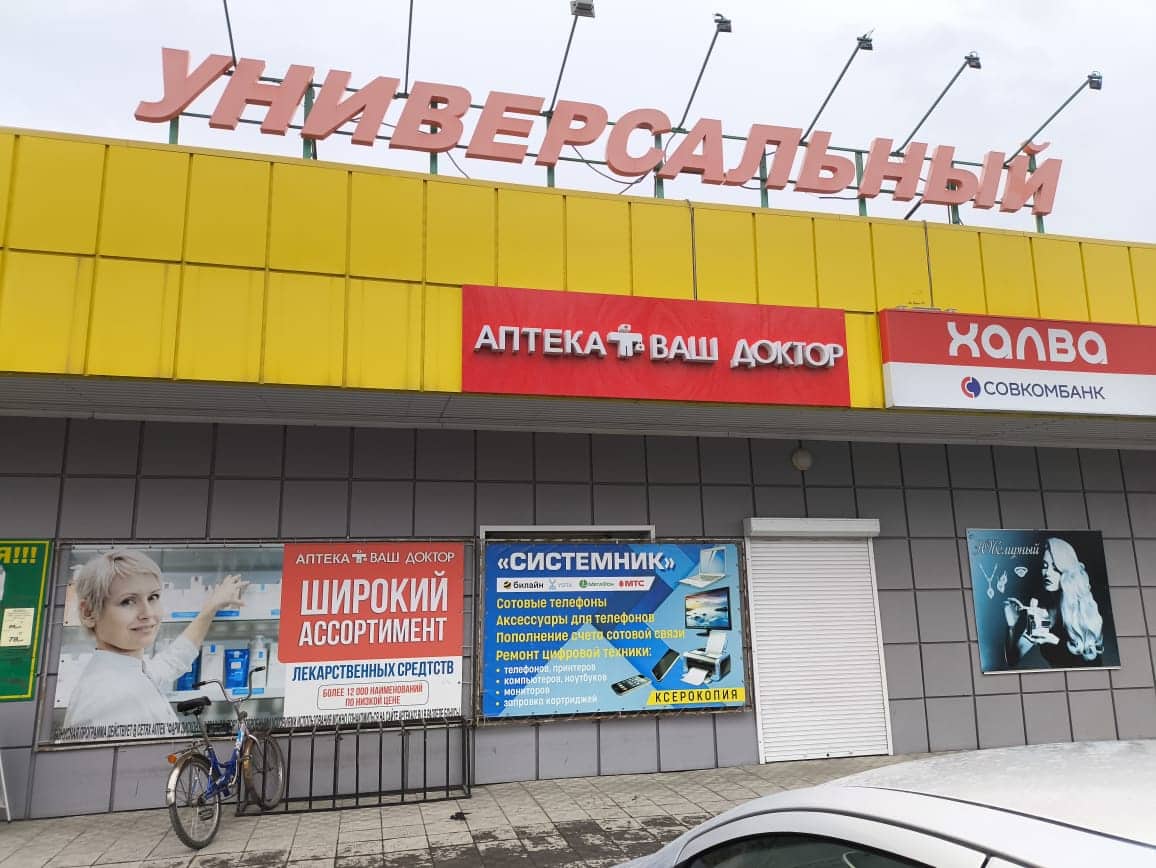 УНИВЕРСАЛЬНЫЙ
АПТЕКА ВАШ ДОКТОР
ХАЛВА
СОВКОМБАНК
АПТЕКА ВАШ ДОКТОР
ШИРОКИЙ
АССОРТИМЕНТ
ЛЕКАРСТВЕННЫХ СРЕДСТВ
БОЛЕЕ 12 000 НАИМЕНОВАНИЙ
ПО НИЗКОЙ ЦЕНЕ
«СИСТЕМНИК»
билайн YOTA МЕГАФОН МТС
Сотовые телефоны
Аксессуары для телефонов
Пополнение счета сотовой связи
Ремонт цифровой техники:
• телефонов, принтеров
• компьютеров, ноутбуков
• мониторов
• заправка картриджей
КСЕРОКОПИЯ
Ювелирный